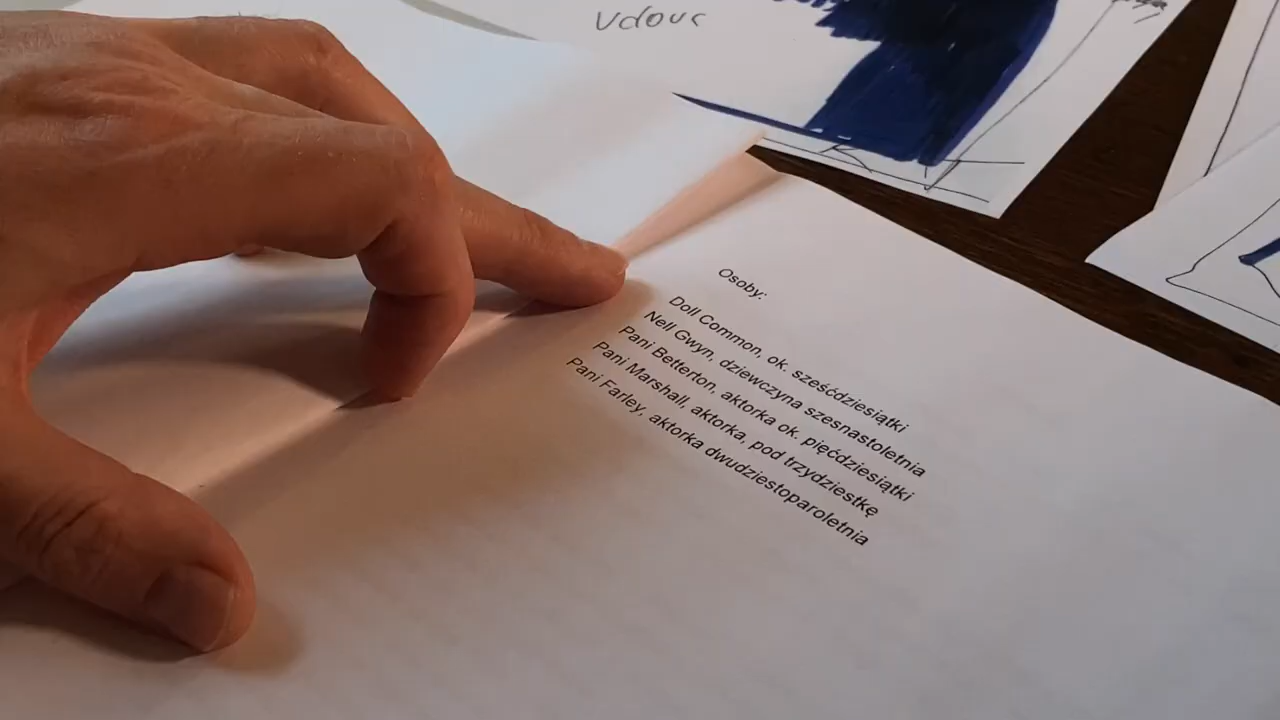 Osoby:
Doll Common, ok. sześćdziesiątki
Nell Gwyn, dziewczyna szesnastoletnia
Pani Betterton, aktorka ok. pięćdziesiątki
Pani Marshall, aktorka, pod trzydziestkę
Pani Farley, aktorka dwudziestoparoletnia